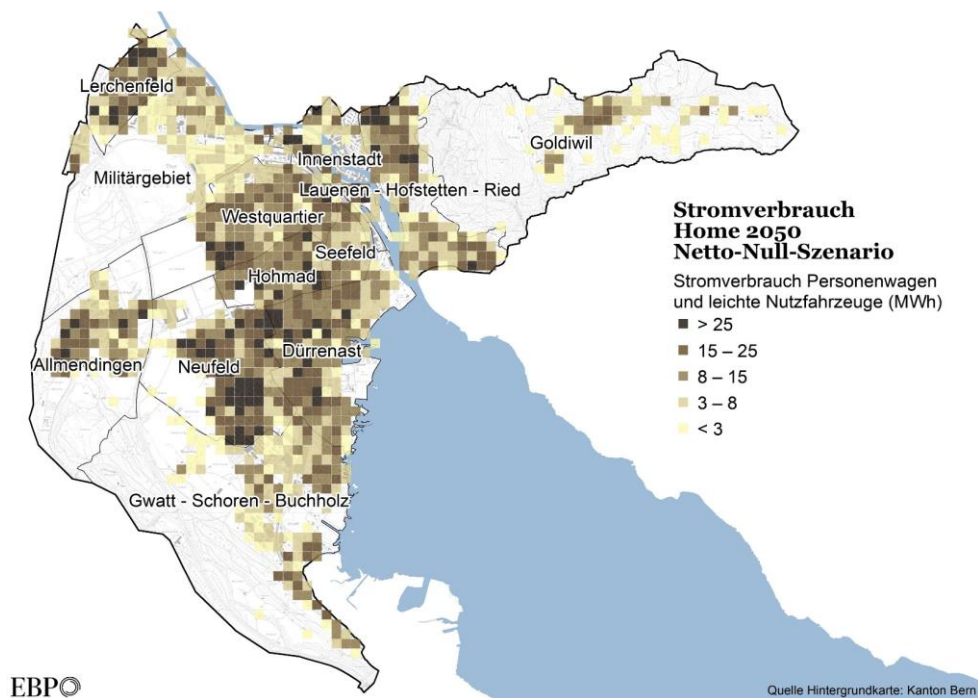 Lerchenfeld
Goldiwil
Innenstadt
Militärgebiet
Lauenen - Hofstetten - Ried
Westquartier
Seefeld
Hohmad
Allmendingen
Neufeld
Dürrenast
Gwatt - Schoren - Buchholz
Stromverbrauch
Home 2050
Netto-Null-Szenario
Stromverbrauch Personenwagen
und leichte Nutzfahrzeuge (MWh)
> 25
15 – 25
8 – 15
3 – 8
< 3
EBP
Quelle Hintergrundkarte: Kanton Bern